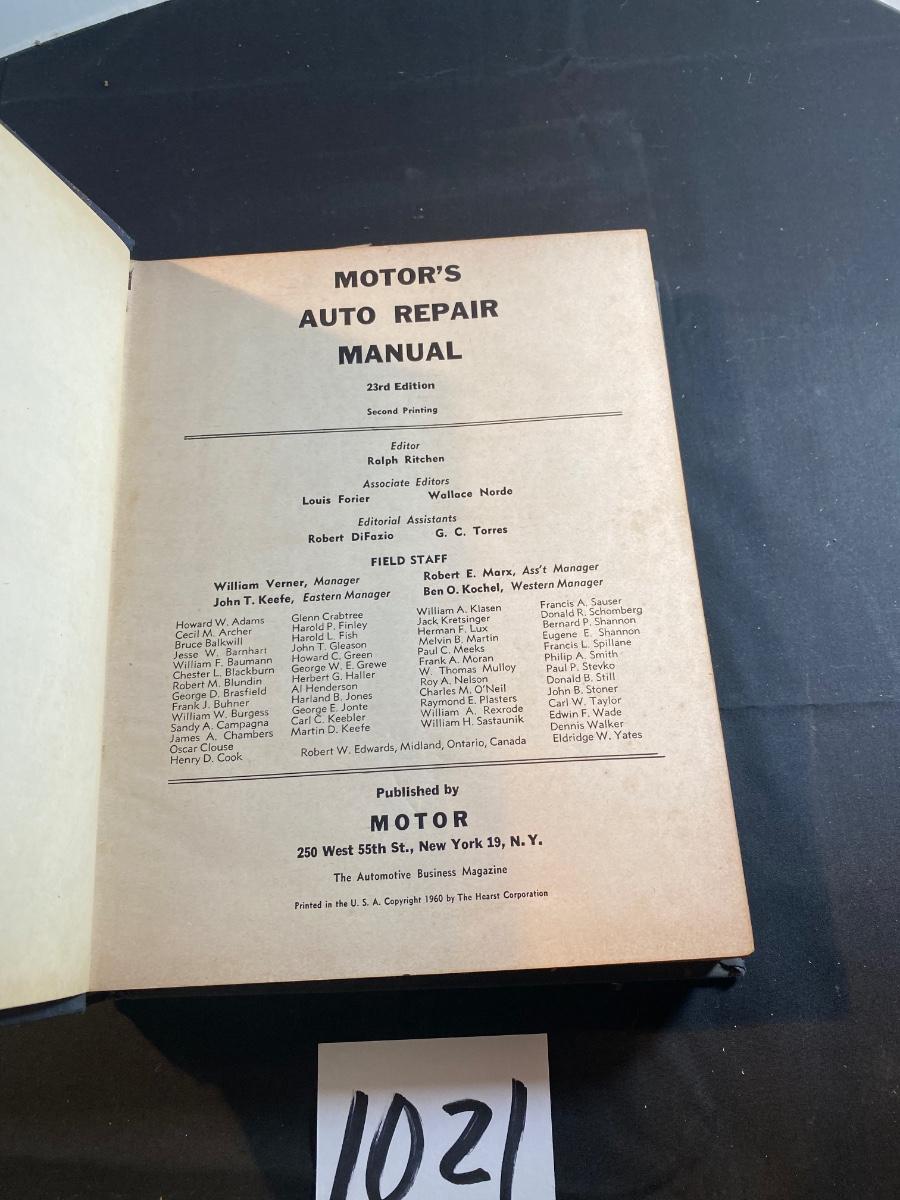 MOTOR'S
AUTO REPAIR
MANUAL
23rd Edition
Second Printing
Editor
Ralph Ritchen
Associate Editors
Louis Forier Wallace Norde
Editorial Assistants
Robert DiFazio G. C. Torres
FIELD STAFF
William Verner, Manager Robert E. Marx, Ass't Manager
John T. Keefe, Eastern Manager Ben O. Kochel, Western Manager
Howard W. Adams
Cecil M. Archer
Bruce Balkwill
Jesse W. Barnhart
William F. Baumann
Chester L. Blackburn
Robert M. Blundin
George D. Brasfield
Frank J. Buhner
William W. Burgess
Sandy A. Campagna
James A. Chambers
Oscar Clouse
Henry D. Cook
Glenn Crabtree
Harold P. Finley
Harold L. Fish
John T. Gleason
Howard C. Green
George W. E. Grewe
Herbert G. Haller
Al Henderson
Harland B. Jones
George E. Jonte
Carl C. Keebler
Martin D. Keefe
William A. Klasen
Jack Kretsinger
Herman F. Lux
Melvin B. Martin
Paul C. Meeks
Frank A. Moran
W. Thomas Mulloy
Roy A. Nelson
Charles M. O'Neil
Raymond E. Plasters
William A. Rexrode
William H. Sastaunik
Francis A. Sauser
Donald R. Schomberg
Bernard P. Shannon
Eugene E. Shannon
Francis L. Spillane
Philip A. Smith
Paul P. Stevko
Donald B. Still
John B. Stoner
Carl W. Taylor
Edwin F. Wade
Dennis Walker
Eldridge W. Yates
Robert W. Edwards, Midland, Ontario, Canada
Published by
MOTOR
250 West 55th St., New York 19, N. Y.
The Automotive Business Magazine
Printed in the U. S. A. Copyright 1960 by The Hearst Corporation
1021